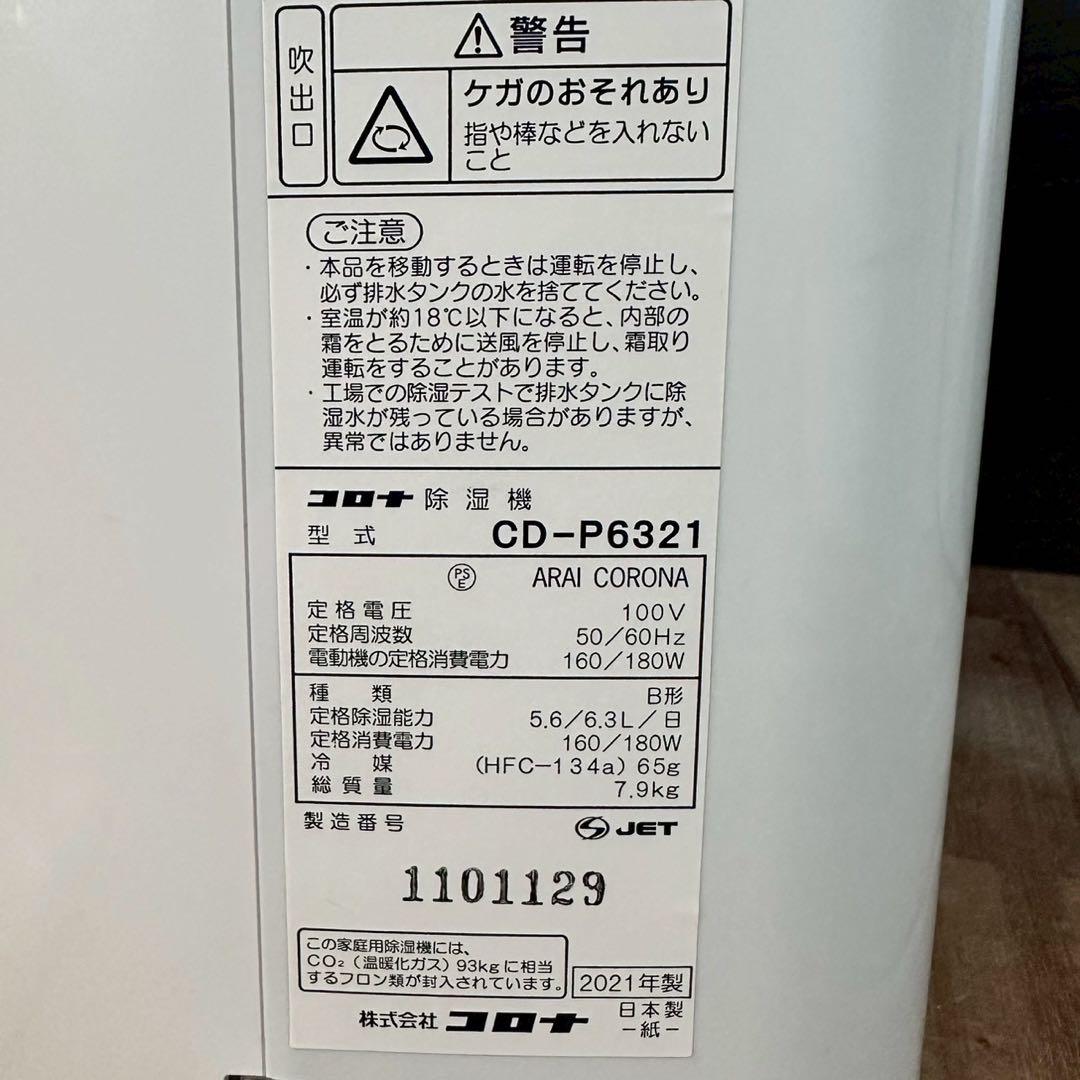 吹出口
警告
ケガのおそれあり
指や棒などを入れない
こと
ご注意
・本品を移動するときは運転を停止し、
必ず排水タンクの水を捨ててください。
・室温が約18℃以下になると、内部の
霜をとるために送風を停止し、霜取り
運転をすることがあります。
・工場での除湿テストで排水タンクに除
湿水が残っている場合がありますが、
異常ではありません。
コロナ 除湿機
型式 CD-P6321
PSE ARAI CORONA
定格電圧 100V
定格周波数 50/60Hz
電動機の定格消費電力 160/180W
種類 B形
定格除湿能力 5.6/6.3L/日
定格消費電力 160/180W
冷媒 (HFC-134a) 65g
総質量 7.9kg
製造番号 JET
1101129
この家庭用除湿機には、
CO₂(温暖化ガス)93kgに相当
するフロン類が封入されています。
2021年製
株式会社 コロナ 日本製
-紙-